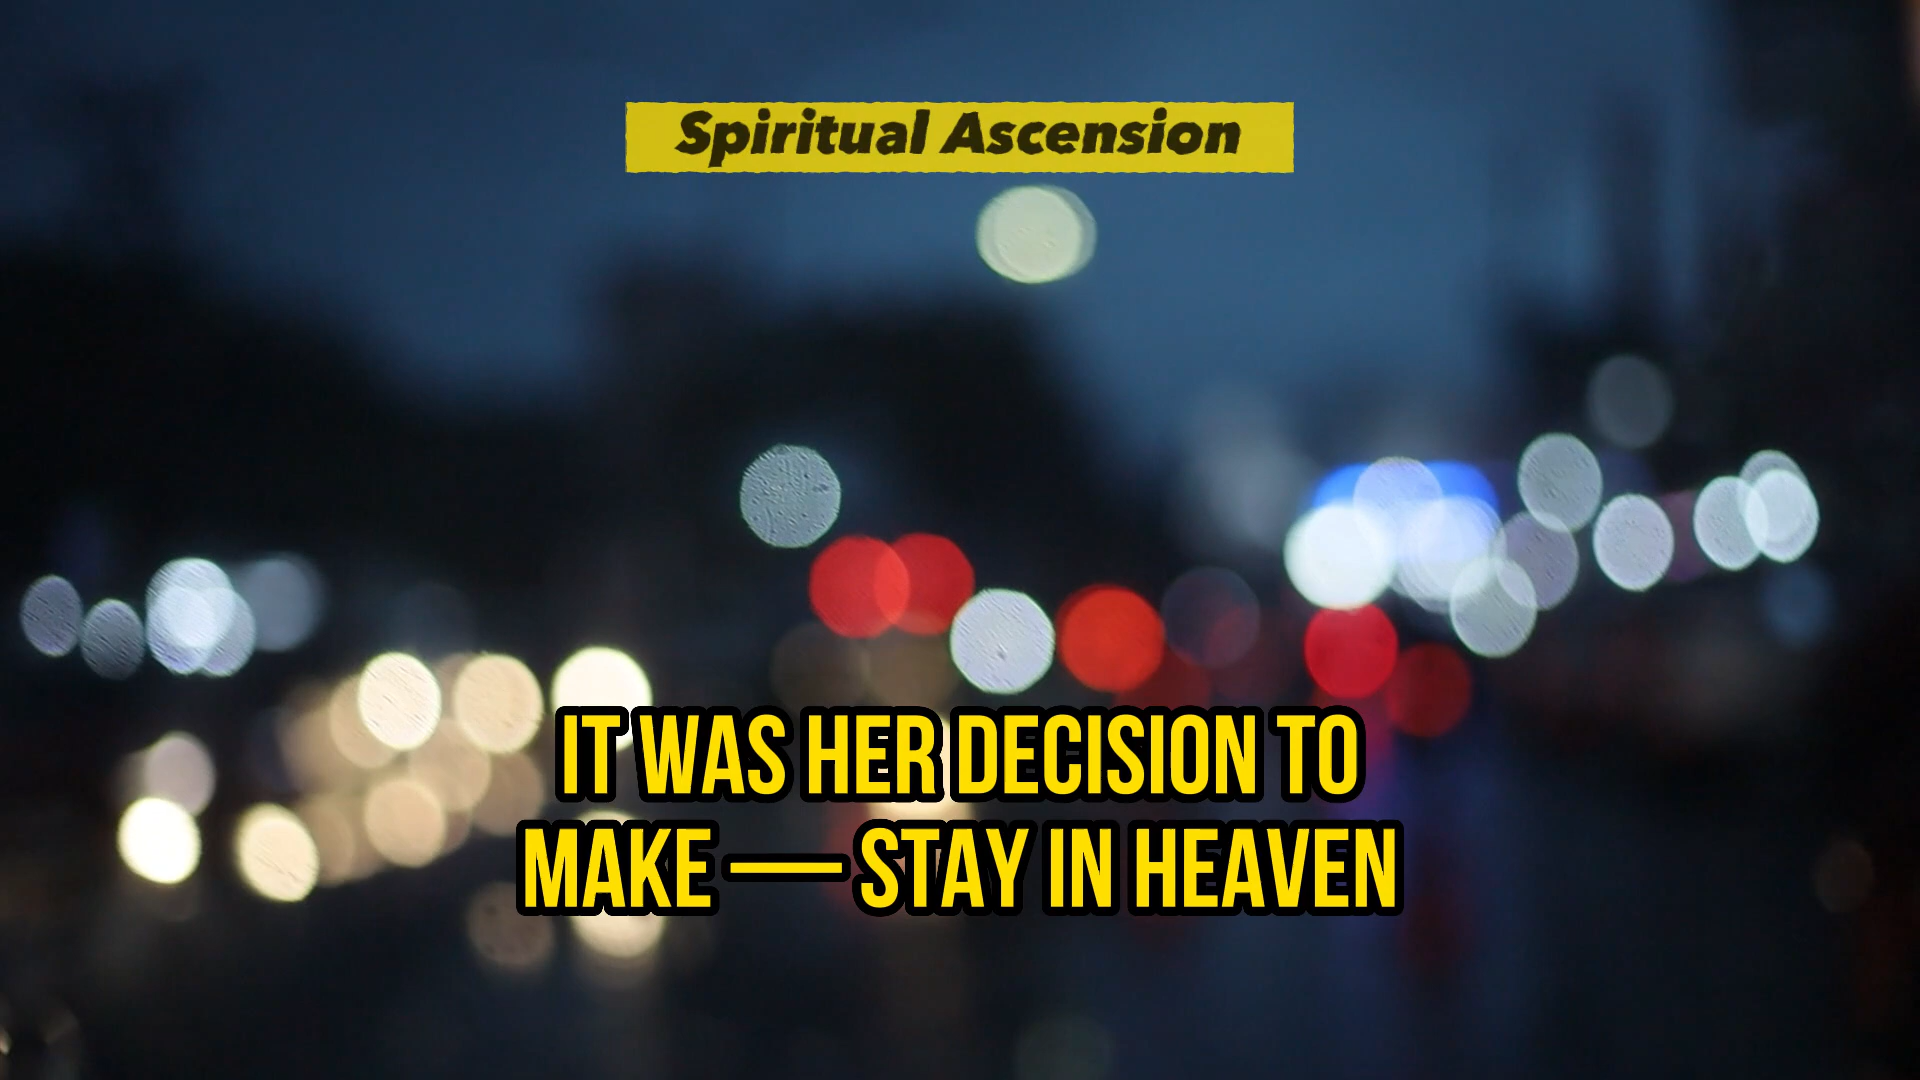 Spiritual Ascension
IT WAS HER DECISION TO
MAKE — STAY IN HEAVEN